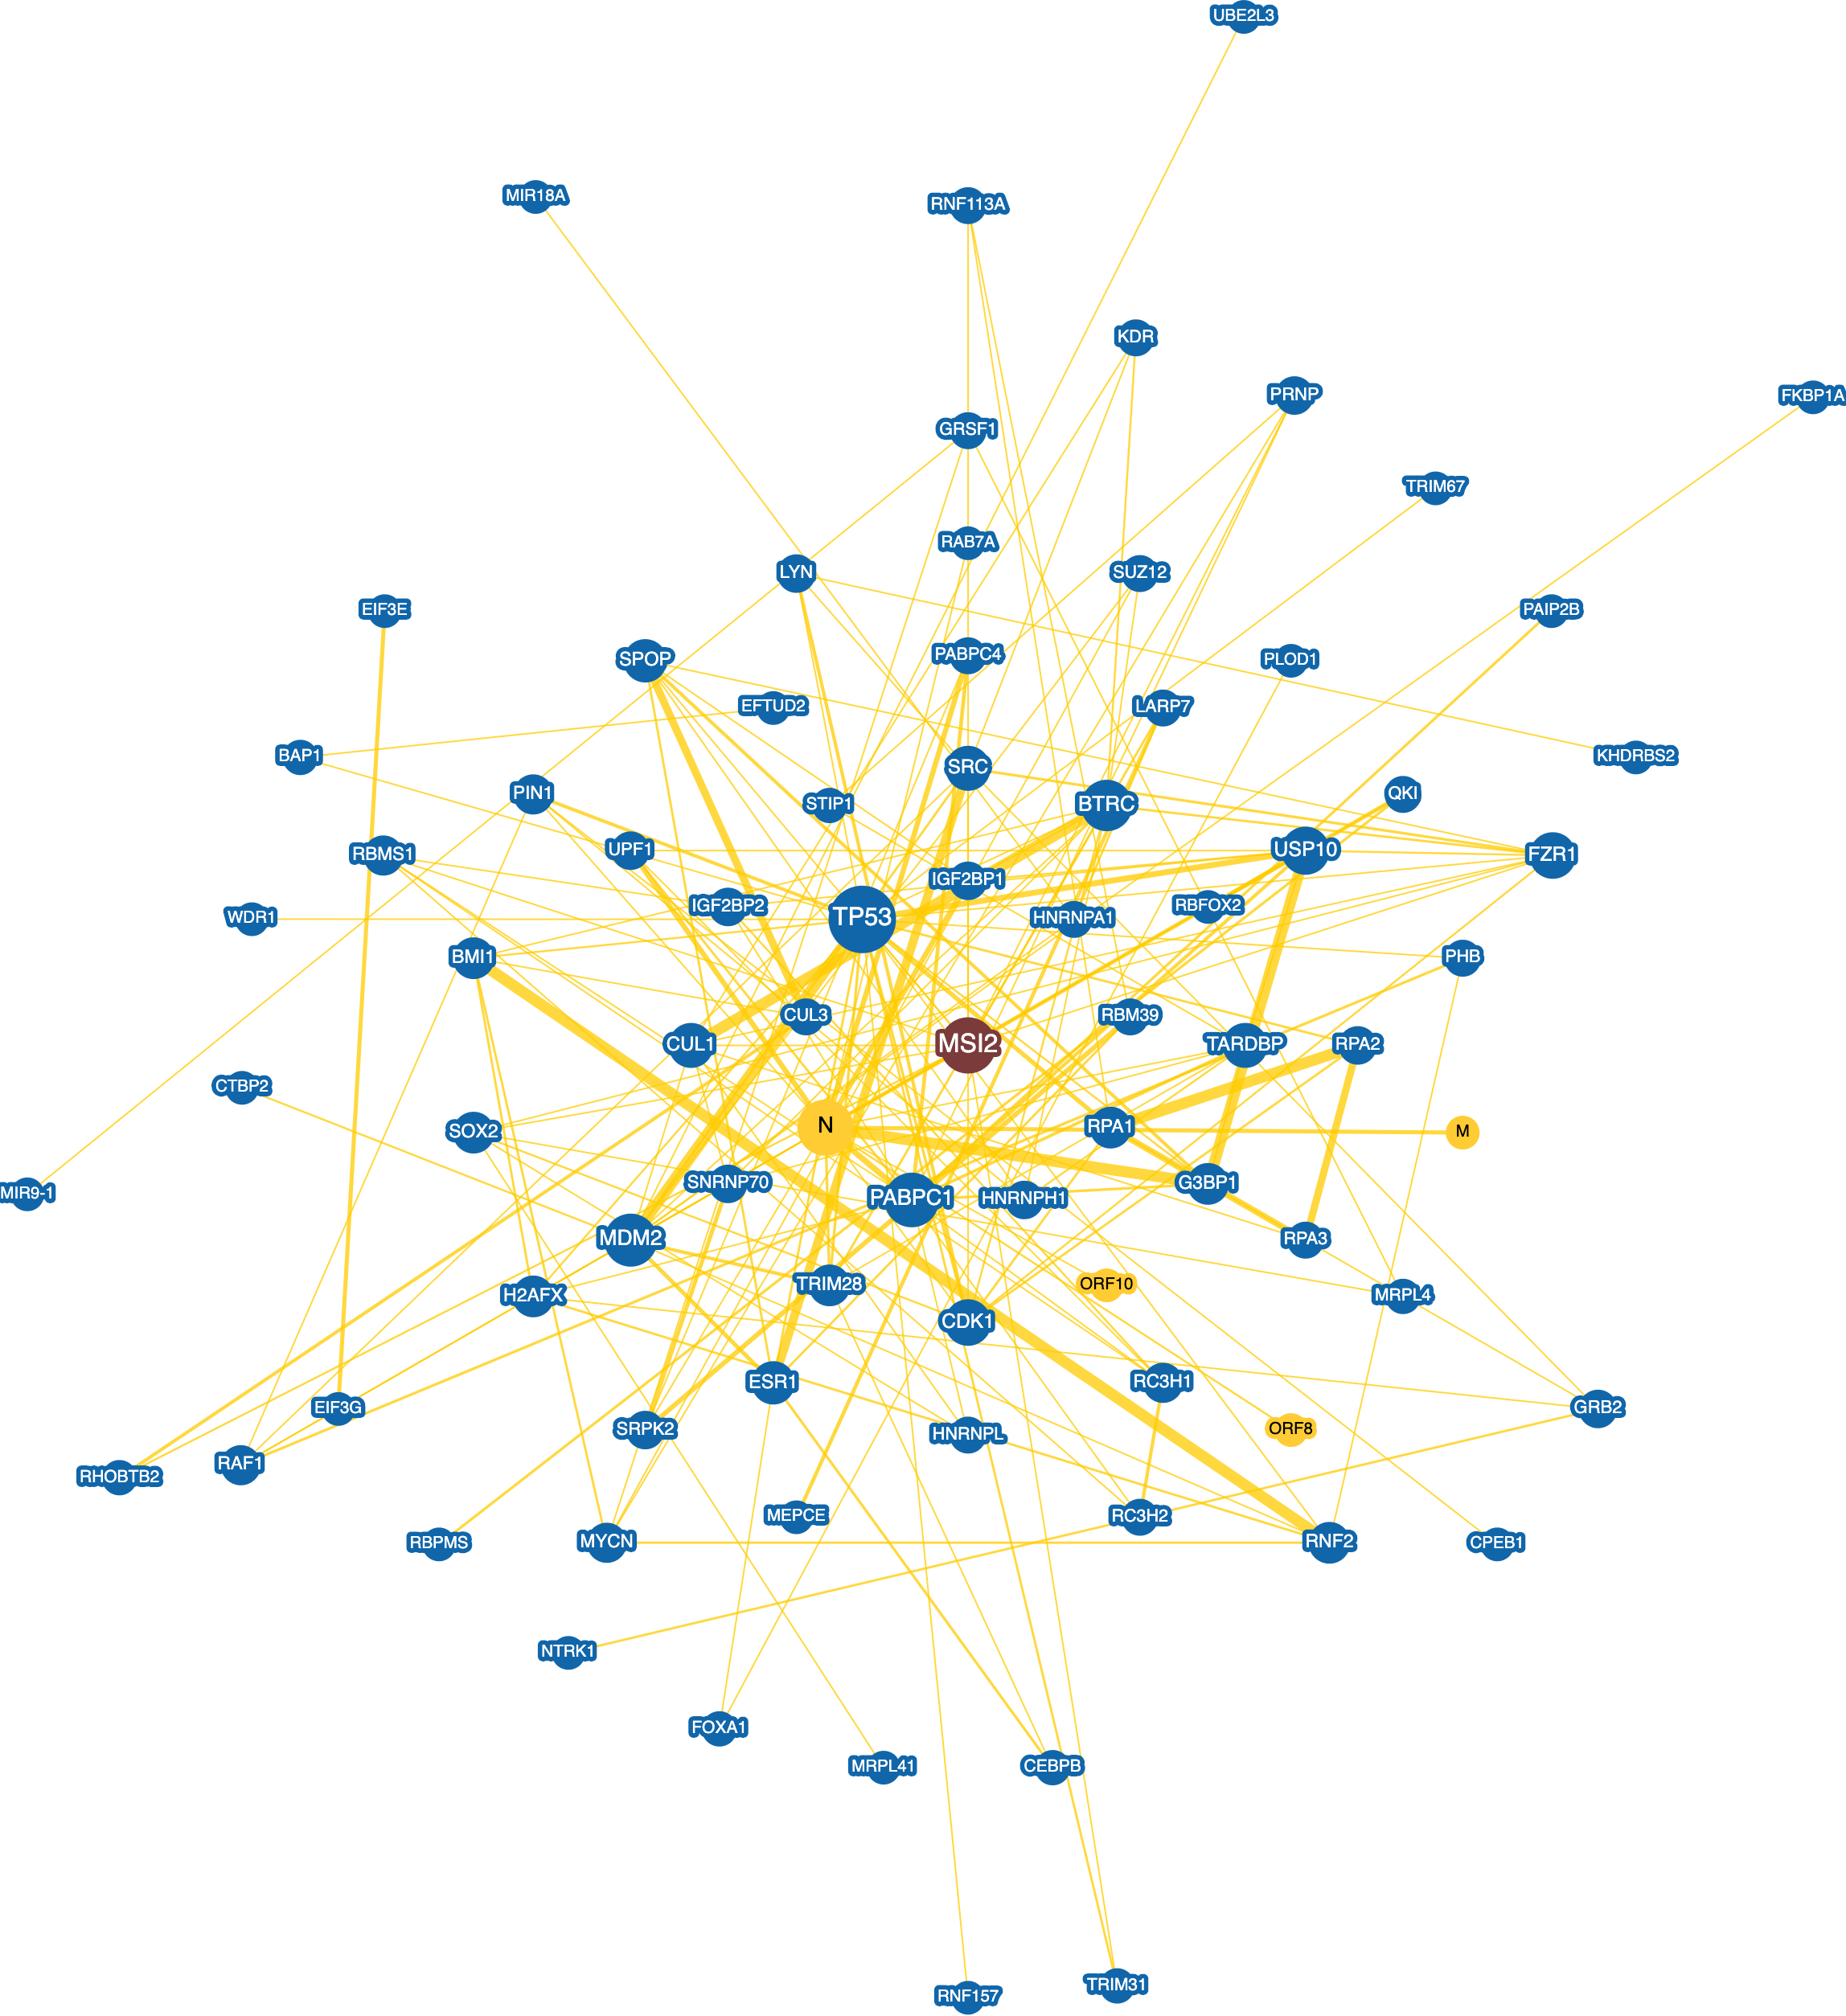 UBE2L3
MIR18A
RNF113A
KDR
PRNP
FKBP1A
GRSF1
TRIM67
RAB7A
LYN
SUZ12
EIF3E
PAIP2B
PABPC4
SPOP
PLOD1
EFTUD2
LARP7
BAP1
KHDRBS2
SRC
PIN1
QKI
STIP1
BTRC
UPF1
USP10
RBMS1
FZR1
IGF2BP1
IGF2BP2
RBFOX2
WDR1
TP53
HNRNPA1
BMI1
PHB
CUL3
RBM39
CUL1
MSI2
TARDBP
RPA2
CTBP2
N
RPA1
SOX2
M
SNRNP70
G3BP1
MIR9-1
PABPC1
HNRNPH1
MDM2
RPA3
TRIM28
ORF10
H2AFX
MRPL4
CDK1
ESR1
RC3H1
EIF3G
GRB2
SRPK2
ORF8
HNRNPL
RAF1
RHOBTB2
MEPCE
RC3H2
RBPMS
MYCN
RNF2
CPEB1
NTRK1
FOXA1
MRPL41
CEBPB
TRIM31
RNF157